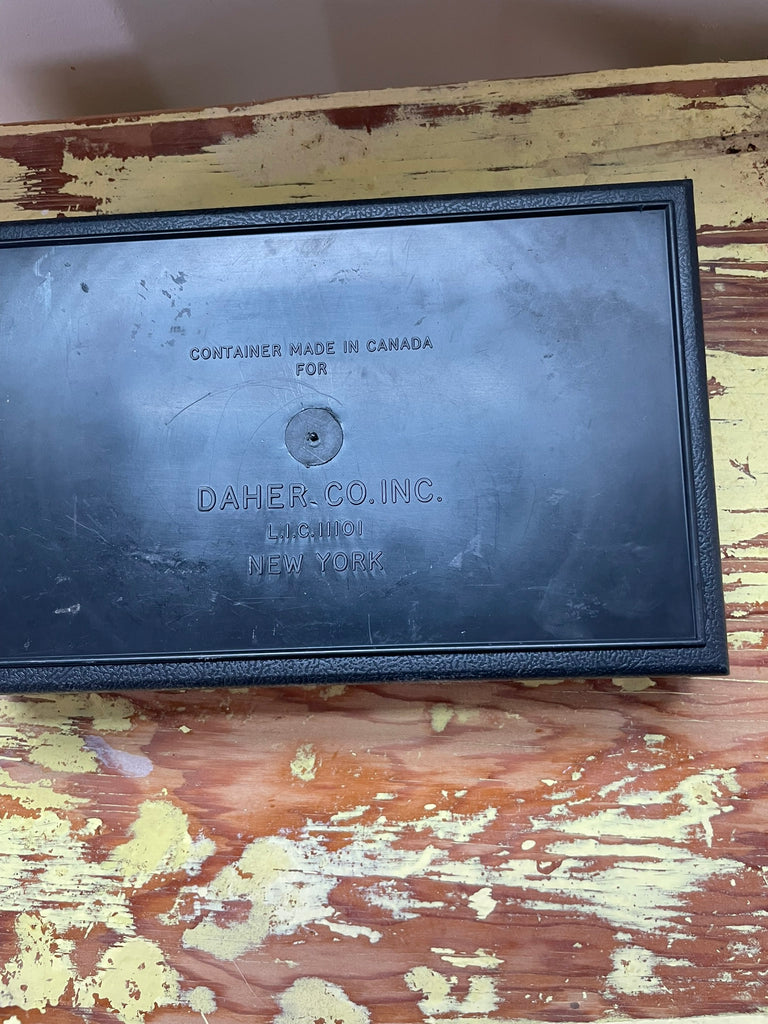 CONTAINER MADE IN CANADA
FOR
DAHER CO. INC.
L.I.C. 11101
NEW YORK